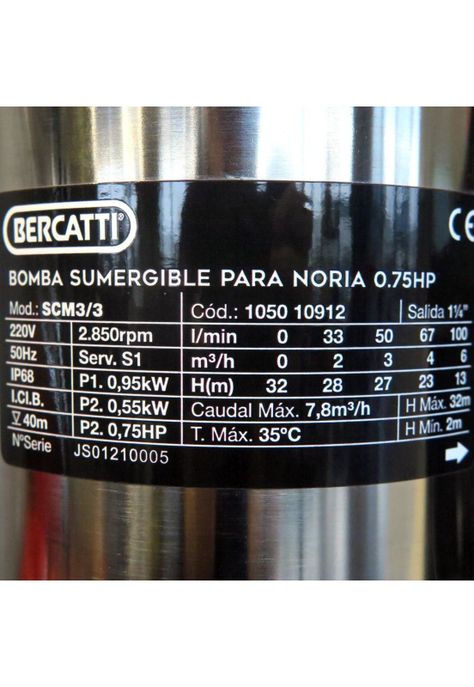 BERCATTI®
CE
BOMBA SUMERGIBLE PARA NORIA 0.75HP
Mod.: SCM3/3 Cód.: 1050 10912 Salida 1¼"
220V 2.850rpm l/min 0 33 50 67 100
50Hz Serv. S1 m³/h 0 2 3 4 6
IP68 P1. 0,95kW H(m) 32 28 27 23 13
I.Cl.B. P2. 0,55kW Caudal Máx. 7,8m³/h H Máx. 32m
40m P2. 0,75HP T. Máx. 35ºC H Mín. 2m
NºSerie JS01210005